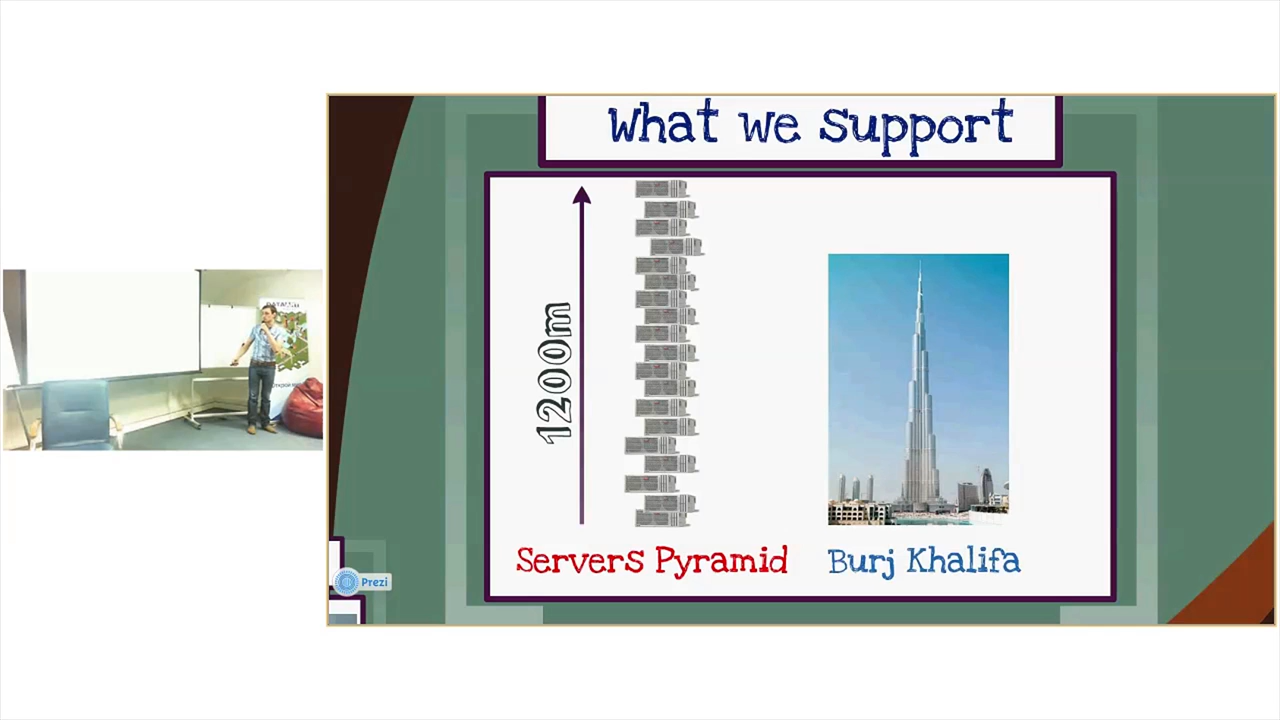 What we support
1200m
Servers Pyramid
Burj Khalifa
Prezi